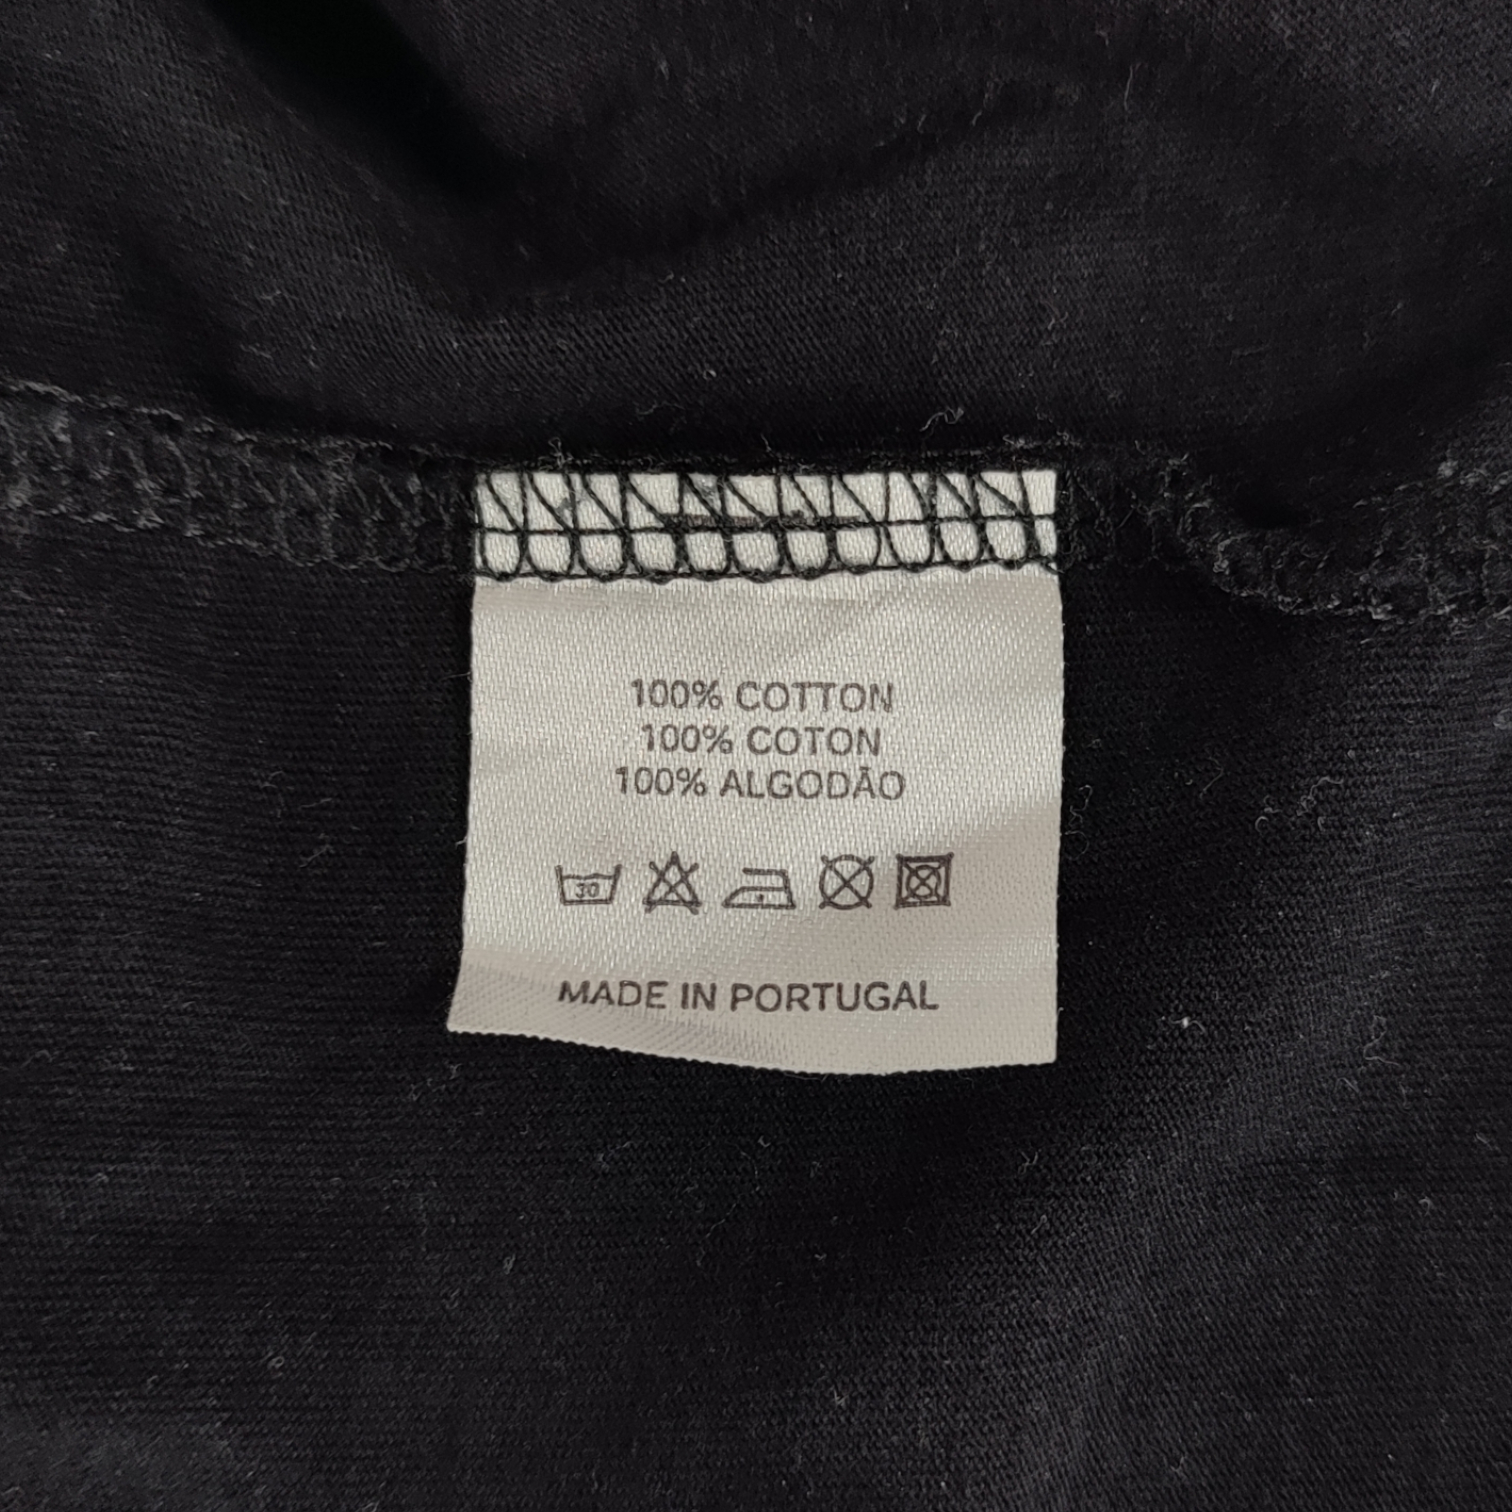 100% COTTON
100% COTON
100% ALGODÃO
30
MADE IN PORTUGAL